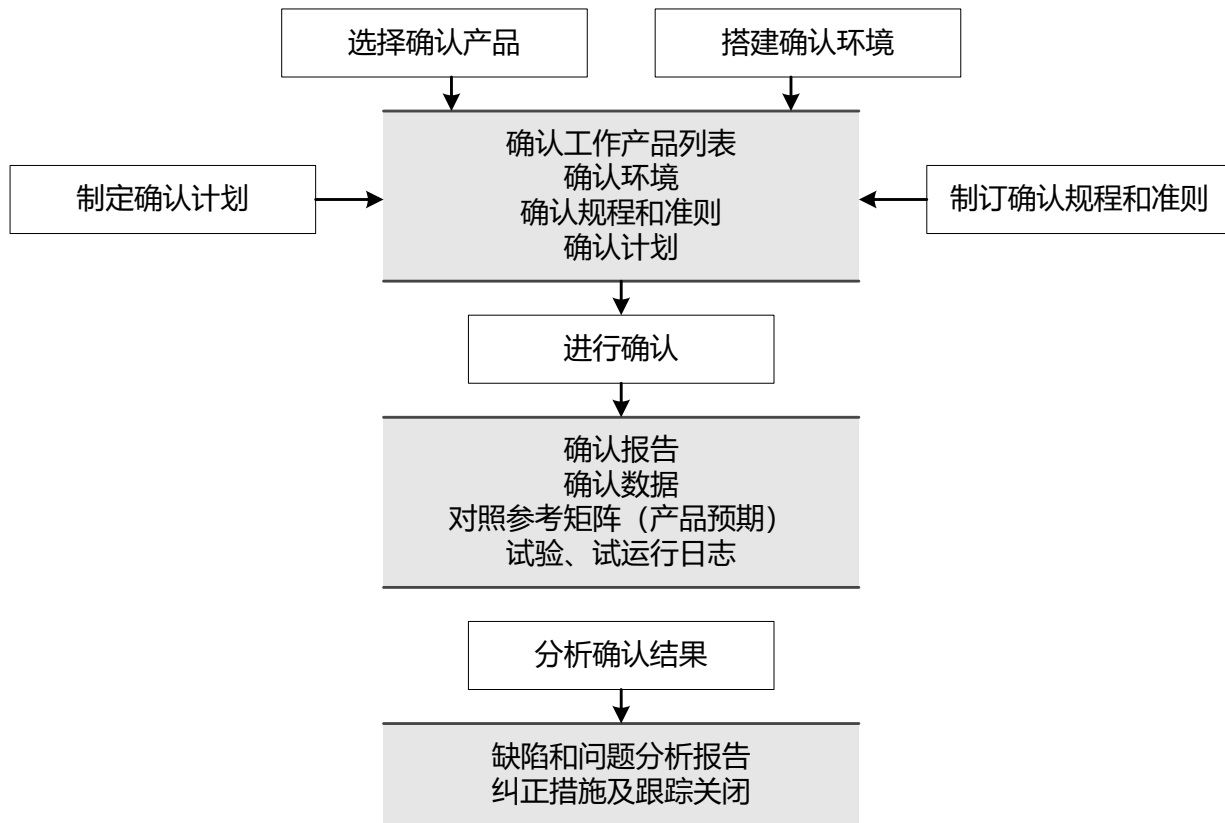 选择确认产品
搭建确认环境
确认工作产品列表
确认环境
确认规程和准则
确认计划
制定确认计划
制订确认规程和准则
进行确认
确认报告
确认数据
对照参考矩阵（产品预期）
试验、试运行日志
分析确认结果
缺陷和问题分析报告
纠正措施及跟踪关闭